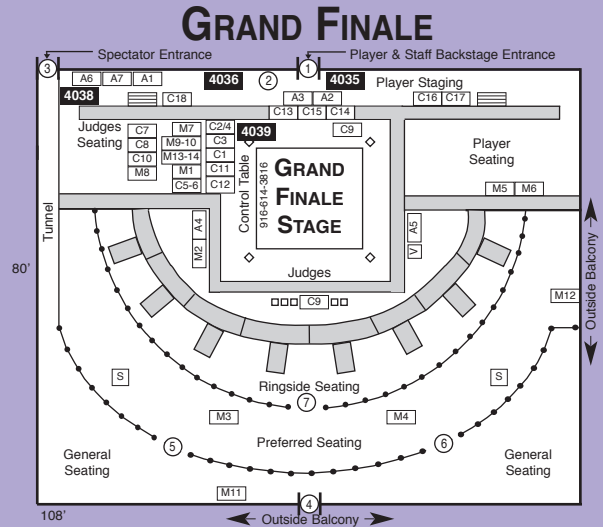 GRAND FINALE
Spectator Entrance
Player & Staff Backstage Entrance
3
1
A6 A7 A1
4036
2
4035
Player Staging
4038
C18
A3 A2
C16 C17
C13 C15 C14
Judges
Seating
C7
C8
C10
M8
M7
M9-10
M13-14
M1
C5-6
C2/4
C3
C1
C11
C12
4039
C9
Control Table
916-614-3816
GRAND
FINALE
STAGE
Player
Seating
M5 M6
Tunnel
A4
M2
A5
V
Judges
C9
80'
M12
Outside Balcony
S
S
Ringside Seating
7
M3
M4
5
6
Preferred Seating
General
Seating
General
Seating
M11
4
108'
Outside Balcony